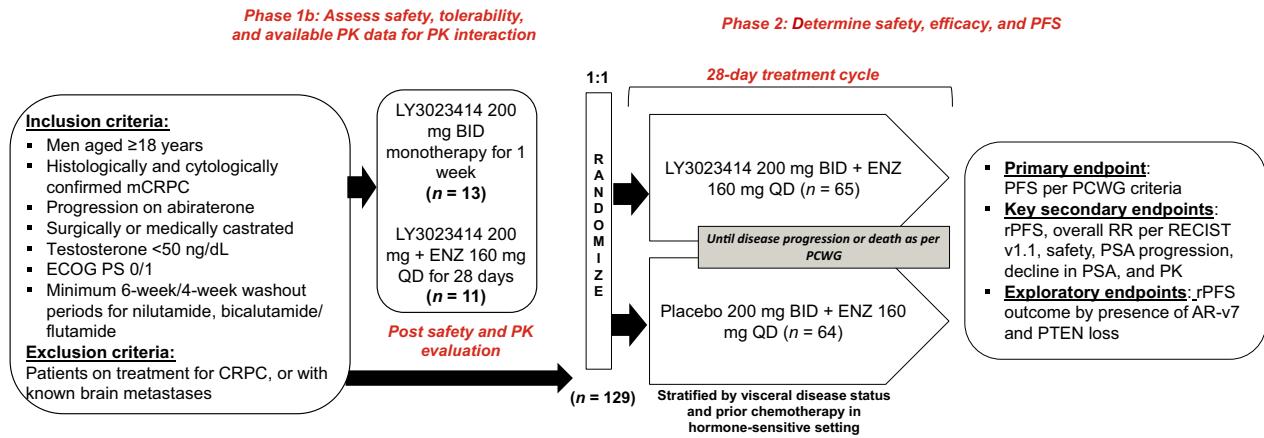 Phase 1b: Assess safety, tolerability,
and available PK data for PK interaction
Phase 2: Determine safety, efficacy, and PFS
Inclusion criteria:
▪ Men aged ≥18 years
▪ Histologically and cytologically
confirmed mCRPC
▪ Progression on abiraterone
▪ Surgically or medically castrated
▪ Testosterone <50 ng/dL
▪ ECOG PS 0/1
▪ Minimum 6-week/4-week washout
periods for nilutamide, bicalutamide/
flutamide
Exclusion criteria:
Patients on treatment for CRPC, or with
known brain metastases
LY3023414 200
mg BID
monotherapy for 1
week
(n = 13)
LY3023414 200
mg + ENZ 160 mg
QD for 28 days
(n = 11)
Post safety and PK
evaluation
1:1
RANDOMIZE
(n = 129)
28-day treatment cycle
LY3023414 200 mg BID + ENZ
160 mg QD (n = 65)
Until disease progression or death as per
PCWG
Placebo 200 mg BID + ENZ 160
mg QD (n = 64)
Stratified by visceral disease status
and prior chemotherapy in
hormone-sensitive setting
▪ Primary endpoint:
PFS per PCWG criteria
▪ Key secondary endpoints:
rPFS, overall RR per RECIST
v1.1, safety, PSA progression,
decline in PSA, and PK
▪ Exploratory endpoints: rPFS
outcome by presence of AR-v7
and PTEN loss